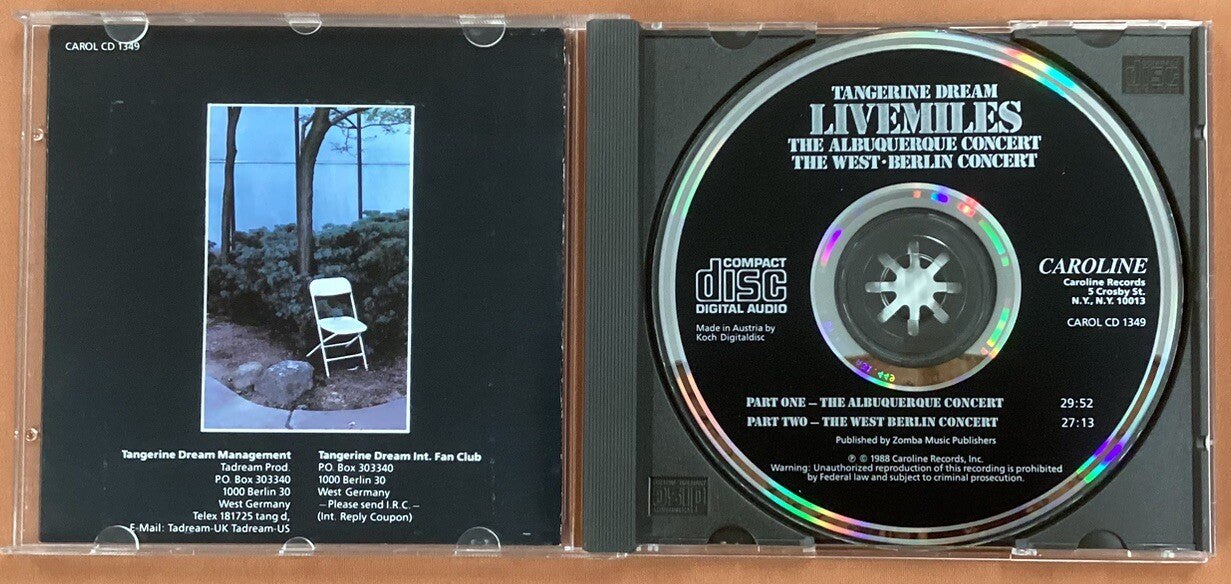 CAROL CD 1349
Tangerine Dream Management
Tadream Prod.
P.O. Box 303340
1000 Berlin 30
West Germany
Telex 181725 tang d,
E-Mail: Tadream-UK Tadream-US
Tangerine Dream Int. Fan Club
P.O. Box 303340
1000 Berlin 30
West Germany
—Please send I.R.C.—
(Int. Reply Coupon)
disc
TANGERINE DREAM
LIVEMILES
THE ALBUQUERQUE CONCERT
THE WEST•BERLIN CONCERT
COMPACT
disc
DIGITAL AUDIO
Made in Austria by
Koch Digitaldisc
CAROLINE
Caroline Records
5 Crosby St.
N.Y., N.Y. 10013
CAROL CD 1349
PART ONE – THE ALBUQUERQUE CONCERT 29:52
PART TWO – THE WEST BERLIN CONCERT 27:13
Published by Zomba Music Publishers
℗ © 1988 Caroline Records, Inc.
Warning: Unauthorized reproduction of this recording is prohibited
by Federal law and subject to criminal prosecution.